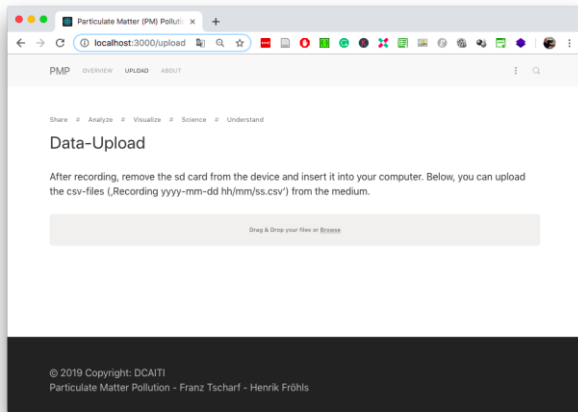 Particulate Matter (PM) Pollutic
localhost:3000/upload
PMP OVERVIEW UPLOAD ABOUT
Share # Analyze # Visualize # Science # Understand
Data-Upload
After recording, remove the sd card from the device and insert it into your computer. Below, you can upload
the csv-files (‚Recording yyyy-mm-dd hh/mm/ss.csv') from the medium.
Drag & Drop your files or Browse
© 2019 Copyright: DCAITI
Particulate Matter Pollution - Franz Tscharf - Henrik Fröhls